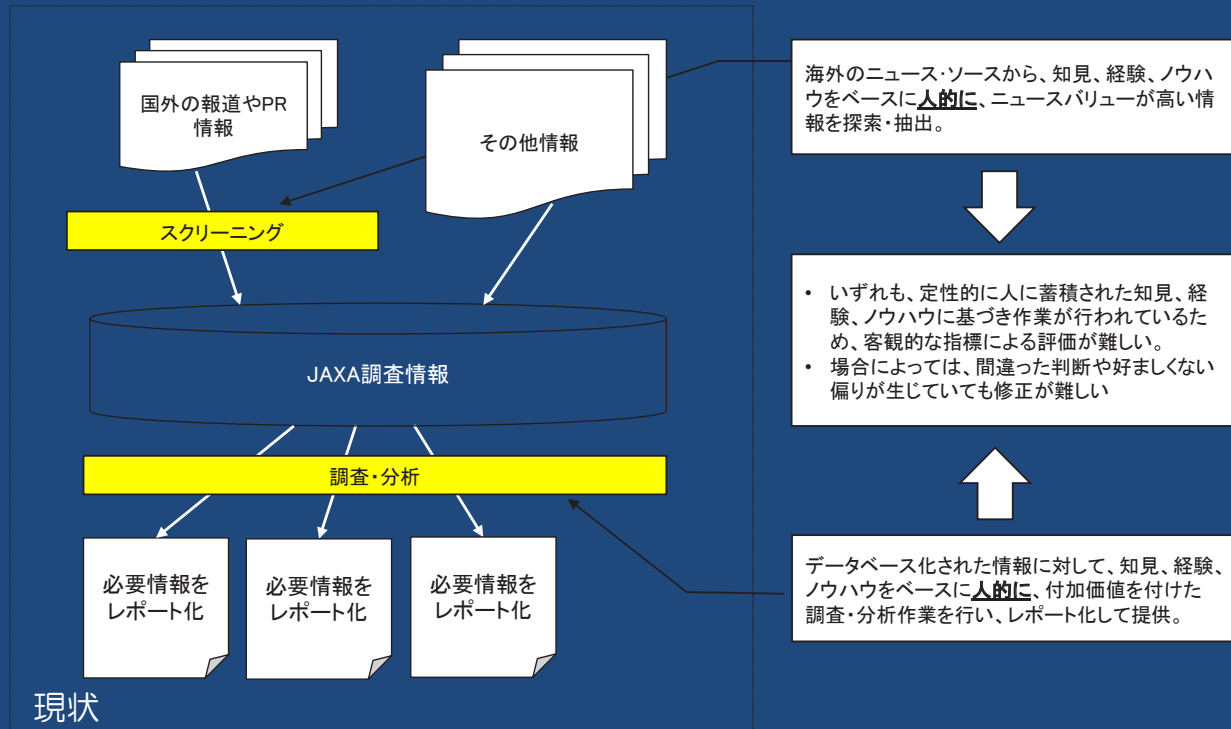 国外の報道やPR
情報
その他情報
スクリーニング
JAXA調査情報
調査・分析
必要情報を
レポート化
必要情報を
レポート化
必要情報を
レポート化
現状
海外のニュース・ソースから、知見、経験、ノウハ
ウをベースに人的に、ニュースバリューが高い情
報を探索・抽出。
• いずれも、定性的に人に蓄積された知見、経
験、ノウハウに基づき作業が行われているた
め、客観的な指標による評価が難しい。
• 場合によっては、間違った判断や好ましくない
偏りが生じていても修正が難しい
データベース化された情報に対して、知見、経験、
ノウハウをベースに人的に、付加価値を付けた
調査・分析作業を行い、レポート化して提供。